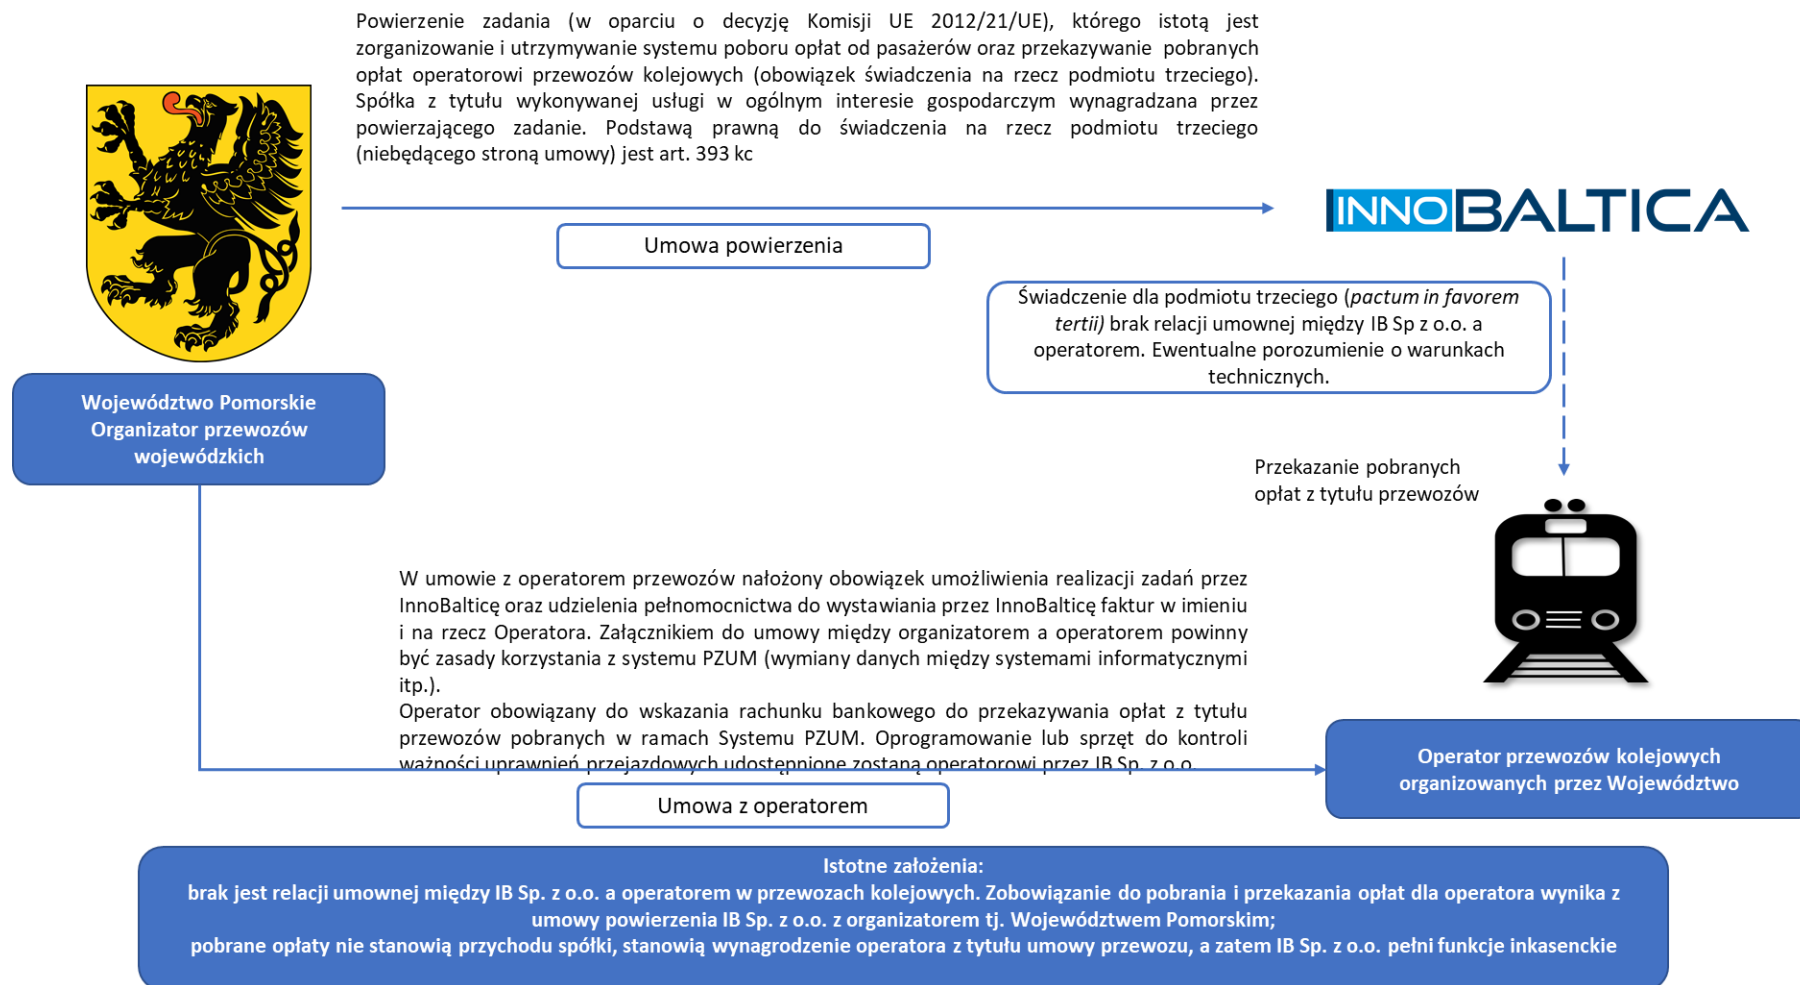 Powierzenie zadania (w oparciu o decyzję Komisji UE 2012/21/UE), którego istotą jest
zorganizowanie i utrzymywanie systemu poboru opłat od pasażerów oraz przekazywanie pobranych
opłat operatorowi przewozów kolejowych (obowiązek świadczenia na rzecz podmiotu trzeciego).
Spółka z tytułu wykonywanej usługi w ogólnym interesie gospodarczym wynagradzana przez
powierzającego zadanie. Podstawą prawną do świadczenia na rzecz podmiotu trzeciego
(niebędącego stroną umowy) jest art. 393 kc
INNOBALTICA
Umowa powierzenia
Świadczenie dla podmiotu trzeciego (pactum in favorem
tertii) brak relacji umownej między IB Sp z o.o. a
operatorem. Ewentualne porozumienie o warunkach
technicznych.
Województwo Pomorskie
Organizator przewozów
wojewódzkich
Przekazanie pobranych
opłat z tytułu przewozów
W umowie z operatorem przewozów nałożony obowiązek umożliwienia realizacji zadań przez
InnoBalticę oraz udzielenia pełnomocnictwa do wystawiania przez InnoBalticę faktur w imieniu
i na rzecz Operatora. Załącznikiem do umowy między organizatorem a operatorem powinny
być zasady korzystania z systemu PZUM (wymiany danych między systemami informatycznymi
itp.).
Operator obowiązany do wskazania rachunku bankowego do przekazywania opłat z tytułu
przewozów pobranych w ramach Systemu PZUM. Oprogramowanie lub sprzęt do kontroli
ważności uprawnień przejazdowych udostępnione zostaną operatorowi przez IB Sp. z o.o.
Operator przewozów kolejowych
organizowanych przez Województwo
Umowa z operatorem
Istotne założenia:
brak jest relacji umownej między IB Sp. z o.o. a operatorem w przewozach kolejowych. Zobowiązanie do pobrania i przekazania opłat dla operatora wynika z
umowy powierzenia IB Sp. z o.o. z organizatorem tj. Województwem Pomorskim;
pobrane opłaty nie stanowią przychodu spółki, stanowią wynagrodzenie operatora z tytułu umowy przewozu, a zatem IB Sp. z o.o. pełni funkcje inkasenckie